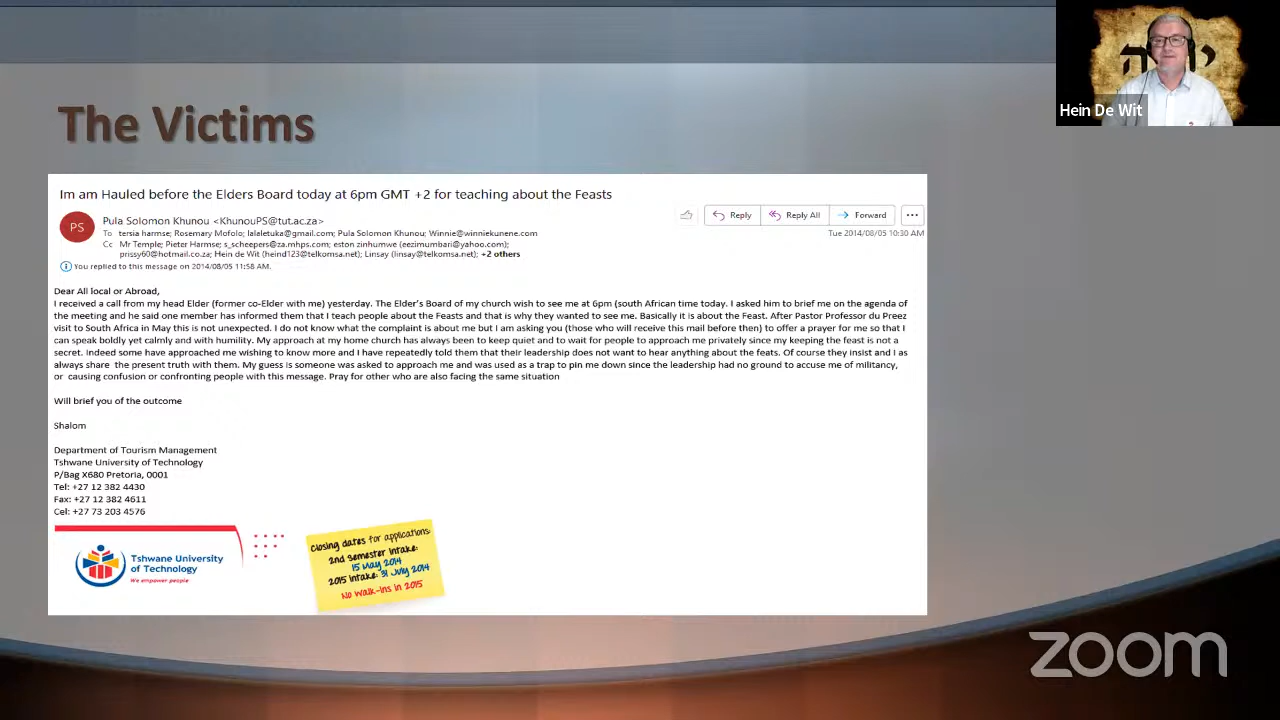 Hein De Wit
The Victims
Im am Hauled before the Elders Board today at 6pm GMT +2 for teaching about the Feasts
PS
Pula Solomon Khunou <KhunouPS@tut.ac.za>
Reply
Reply All
Forward
To tersia harmse; Rosemary Mofolo; lalaletuka@gmail.com; Pula Solomon Khunou; Winnie@winniekunene.com
Tue 2014/08/05 10:30 AM
Cc Mr Temple; Pieter Harmse; s_scheepers@za.mhps.com; eston zinhumwe (eezimumbari@yahoo.com);
prissy60@hotmail.co.za; Hein de Wit (heind123@telkomsa.net); Linsay (linsay@telkomsa.net); +2 others
You replied to this message on 2014/08/05 11:58 AM.
Dear All local or Abroad,
I received a call from my head Elder (former co-Elder with me) yesterday. The Elder's Board of my church wish to see me at 6pm (south African time today. I asked him to brief me on the agenda of
the meeting and he said one member has informed them that I teach people about the Feasts and that is why they wanted to see me. Basically it is about the Feast. After Pastor Professor du Preez
visit to South Africa in May this is not unexpected. I do not know what the complaint is about me but I am asking you (those who will receive this mail before then) to offer a prayer for me so that I
can speak boldly yet calmly and with humility. My approach at my home church has always been to keep quiet and to wait for people to approach me privately since my keeping the feast is not a
secret. Indeed some have approached me wishing to know more and I have repeatedly told them that their leadership does not want to hear anything about the feats. Of course they insist and I as
always share the present truth with them. My guess is someone was asked to approach me and was used as a trap to pin me down since the leadership had no ground to accuse me of militancy,
or causing confusion or confronting people with this message. Pray for other who are also facing the same situation
Will brief you of the outcome
Shalom
Department of Tourism Management
Tshwane University of Technology
P/Bag X680 Pretoria, 0001
Tel: +27 12 382 4430
Fax: +27 12 382 4611
Cel: +27 73 203 4576
Tshwane University
of Technology
We empower people
Closing dates for applications:
2nd Semester intake:
15 May 2014
2015 intake: 31 July 2014
No walk-ins in 2015
zoom